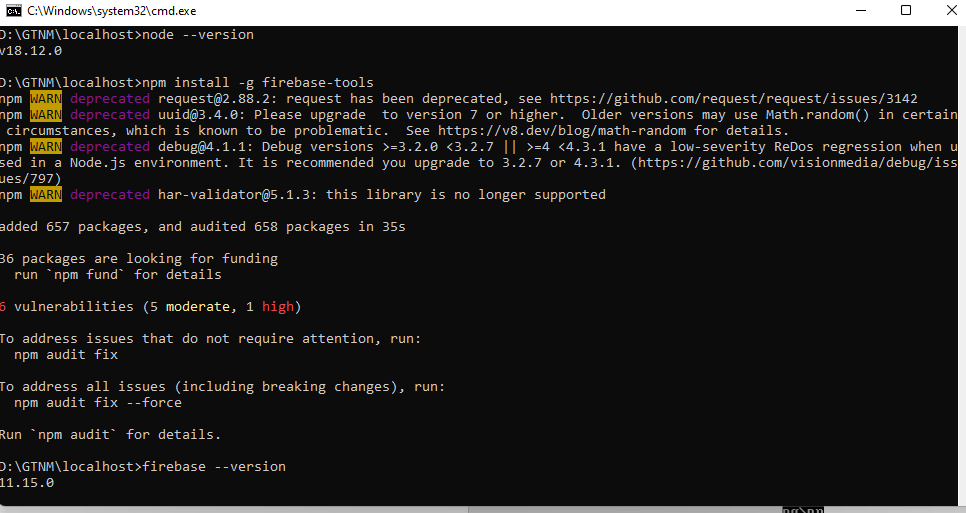 C:\Windows\system32\cmd.exe
D:\GTNM\localhost>node --version
v18.12.0
D:\GTNM\localhost>npm install -g firebase-tools
npm WARN deprecated request@2.88.2: request has been deprecated, see https://github.com/request/request/issues/3142
npm WARN deprecated uuid@3.4.0: Please upgrade  to version 7 or higher.  Older versions may use Math.random() in certain
 circumstances, which is known to be problematic.  See https://v8.dev/blog/math-random for details.
npm WARN deprecated debug@4.1.1: Debug versions >=3.2.0 <3.2.7 || >=4 <4.3.1 have a low-severity ReDos regression when u
sed in a Node.js environment. It is recommended you upgrade to 3.2.7 or 4.3.1. (https://github.com/visionmedia/debug/iss
ues/797)
npm WARN deprecated har-validator@5.1.3: this library is no longer supported
added 657 packages, and audited 658 packages in 35s
36 packages are looking for funding
  run `npm fund` for details
6 vulnerabilities (5 moderate, 1 high)
To address issues that do not require attention, run:
  npm audit fix
To address all issues (including breaking changes), run:
  npm audit fix --force
Run `npm audit` for details.
D:\GTNM\localhost>firebase --version
11.15.0